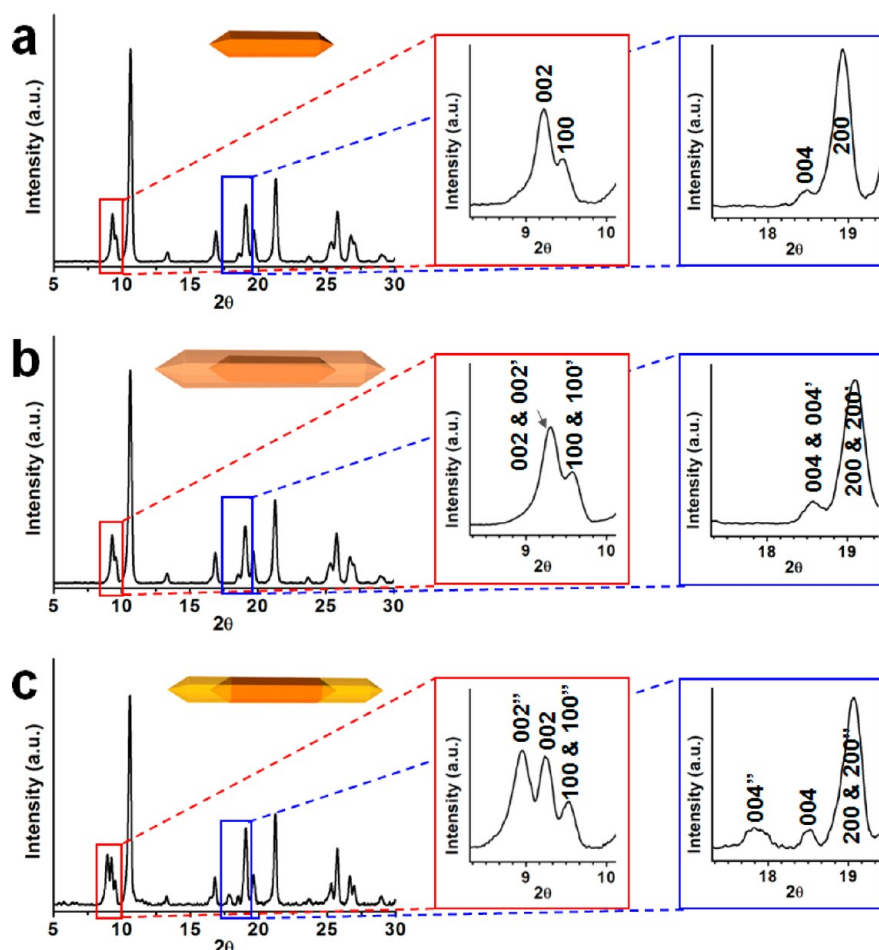 a
Intensity (a.u.)
5 10 15 20 25 30
2θ
Intensity (a.u.)
002
100
9 10
2θ
Intensity (a.u.)
004
200
18 19
2θ
b
Intensity (a.u.)
5 10 15 20 25 30
2θ
Intensity (a.u.)
002 & 002’
100 & 100’
9 10
2θ
Intensity (a.u.)
004 & 004’
200 & 200’
18 19
2θ
c
Intensity (a.u.)
5 10 15 20 25 30
2θ
Intensity (a.u.)
002”
002
100 & 100”
9 10
2θ
Intensity (a.u.)
004”
004
200 & 200”
18 19
2θ